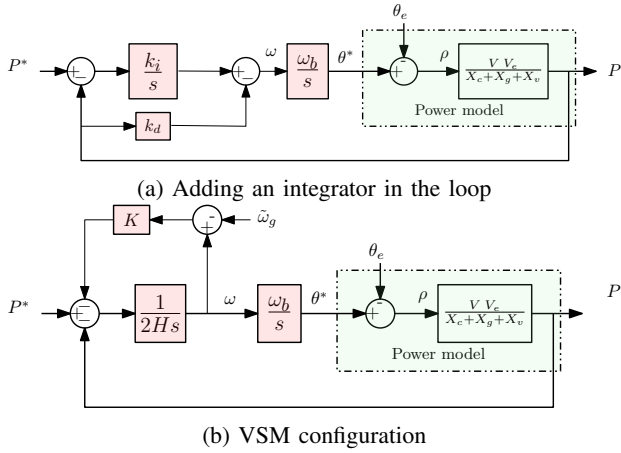 θ_e
P* + − k_i/s + − ω ω_b/s θ* + - ρ V V_e/(X_c+X_g+X_v) P
k_d
Power model
(a) Adding an integrator in the loop
K - + ω̃_g
θ_e
P* + − − 1/2Hs ω ω_b/s θ* + - ρ V V_e/(X_c+X_g+X_v) P
Power model
(b) VSM configuration